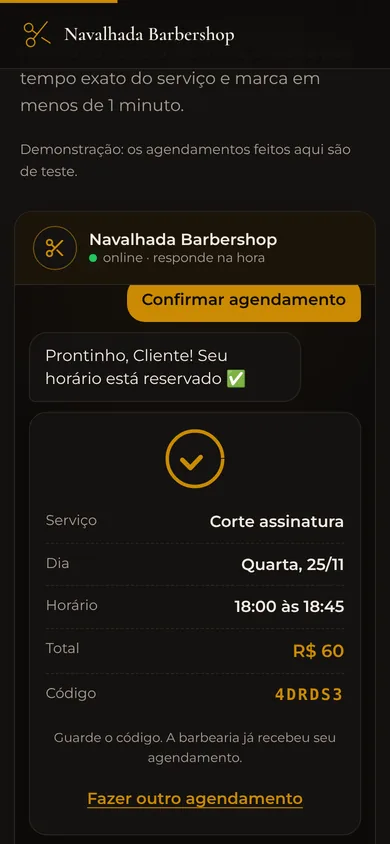 Navalhada Barbershop
tempo exato do serviço e marca em
menos de 1 minuto.
Demonstração: os agendamentos feitos aqui são
de teste.
Navalhada Barbershop
online · responde na hora
Confirmar agendamento
Prontinho, Cliente! Seu
horário está reservado ✅
Serviço Corte assinatura
Dia Quarta, 25/11
Horário 18:00 às 18:45
Total R$ 60
Código 4DRDS3
Guarde o código. A barbearia já recebeu seu
agendamento.
Fazer outro agendamento